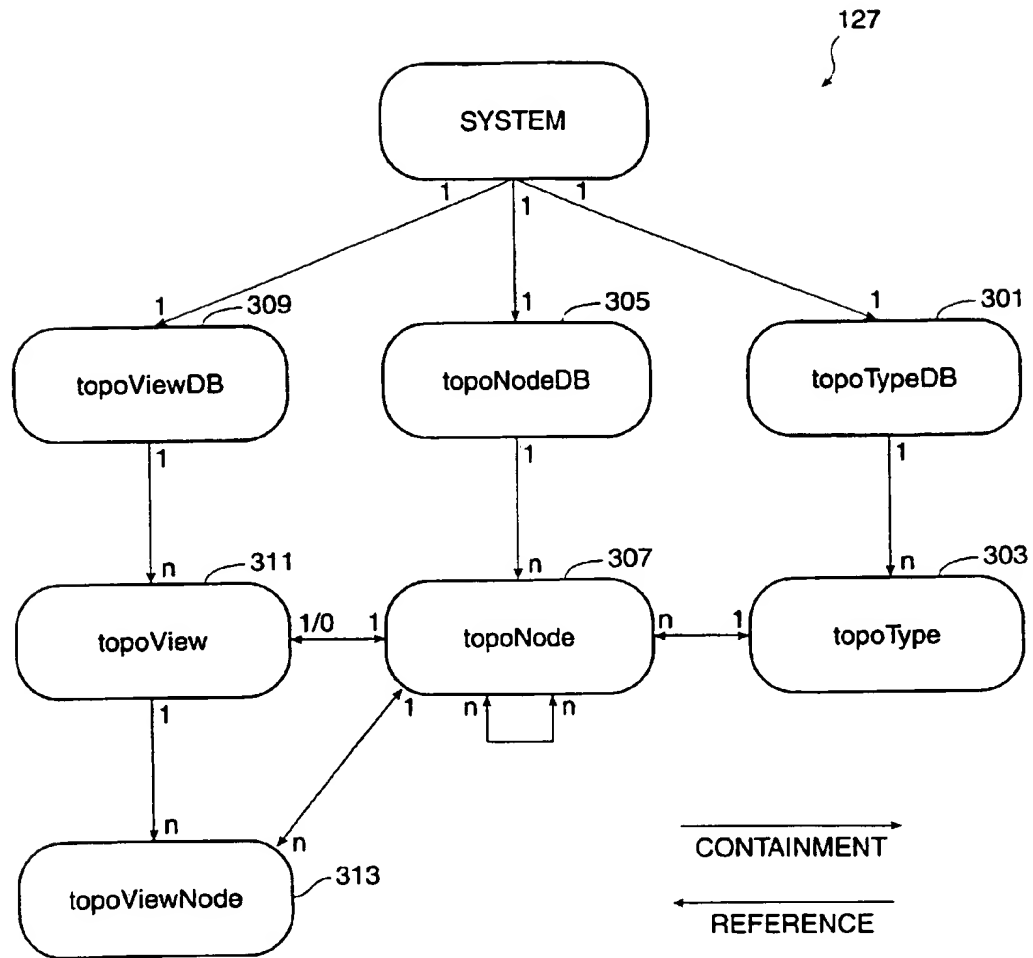 127
SYSTEM
1 1 1
1 309 1 305 1 301
topoViewDB topoNodeDB topoTypeDB
1 1 1
n 311 n 307 n 303
topoView 1/0 1 topoNode n 1 topoType
1 1 n n
n n
topoViewNode 313
CONTAINMENT
REFERENCE